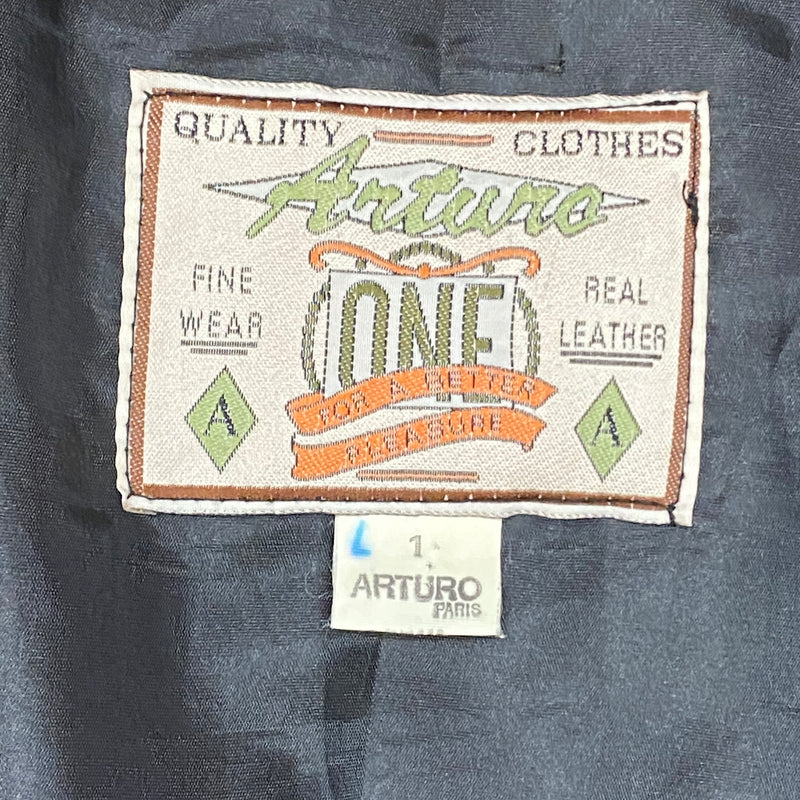 QUALITY CLOTHES
Arturo
FINE WEAR
ONE
REAL LEATHER
FOR A BETTER
PLEASURE
A
A
L 1
ARTURO
PARIS